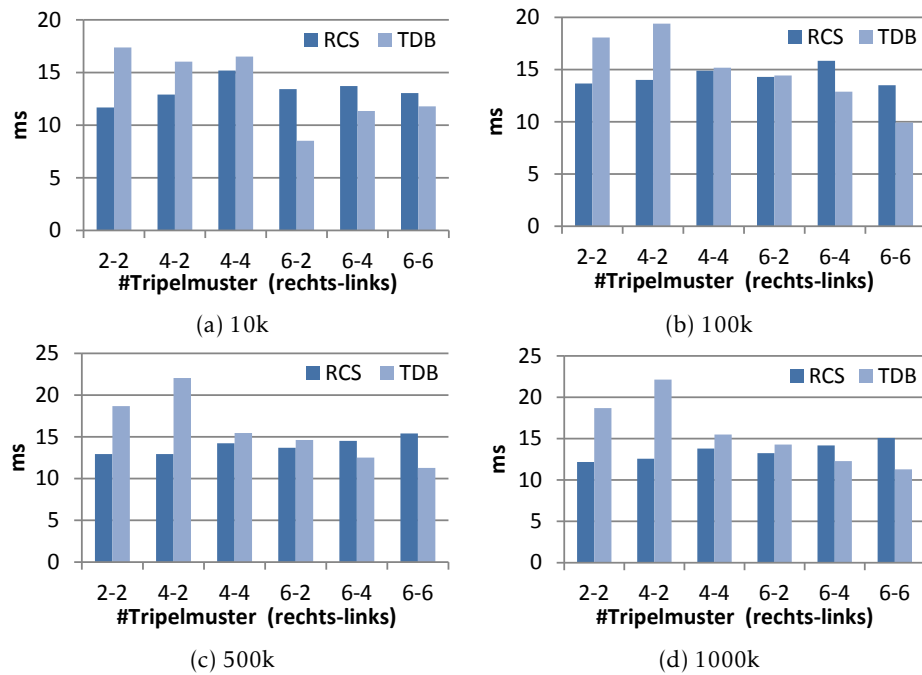 20
15
10
5
0
ms
RCS TDB
2-2 4-2 4-4 6-2 6-4 6-6
#Tripelmuster (rechts-links)
(a) 10k
20
15
10
5
0
ms
RCS TDB
2-2 4-2 4-4 6-2 6-4 6-6
#Tripelmuster (rechts-links)
(b) 100k
25
20
15
10
5
0
ms
RCS TDB
2-2 4-2 4-4 6-2 6-4 6-6
#Tripelmuster (rechts-links)
(c) 500k
25
20
15
10
5
0
ms
RCS TDB
2-2 4-2 4-4 6-2 6-4 6-6
#Tripelmuster (rechts-links)
(d) 1000k